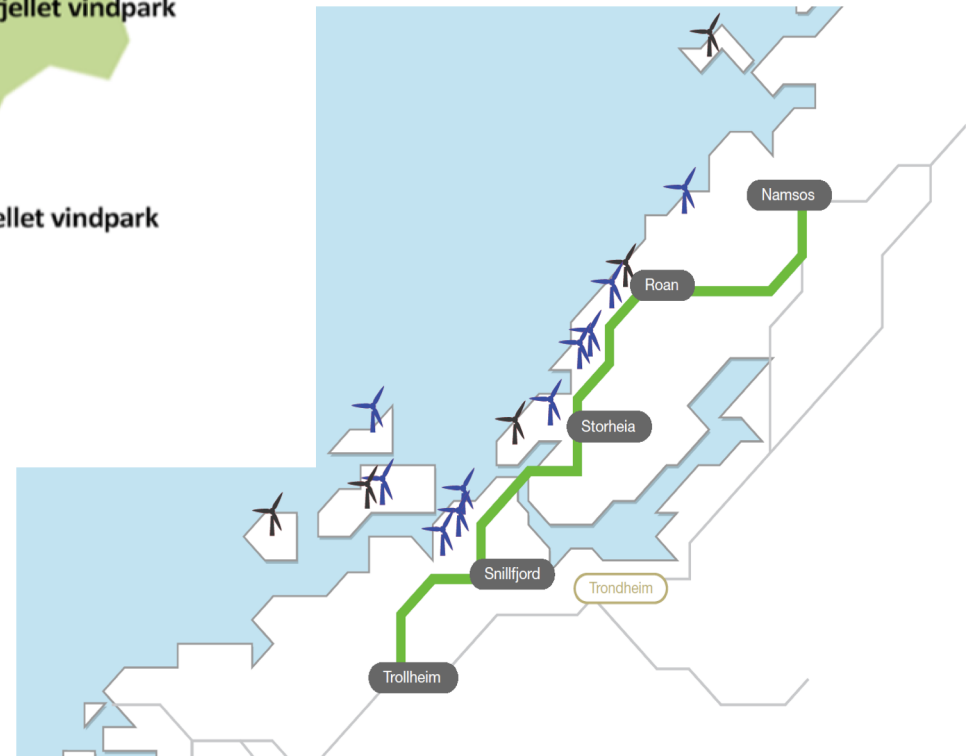 jellet vindpark
ellet vindpark
Namsos
Roan
Storheia
Snillfjord
Trondheim
Trollheim